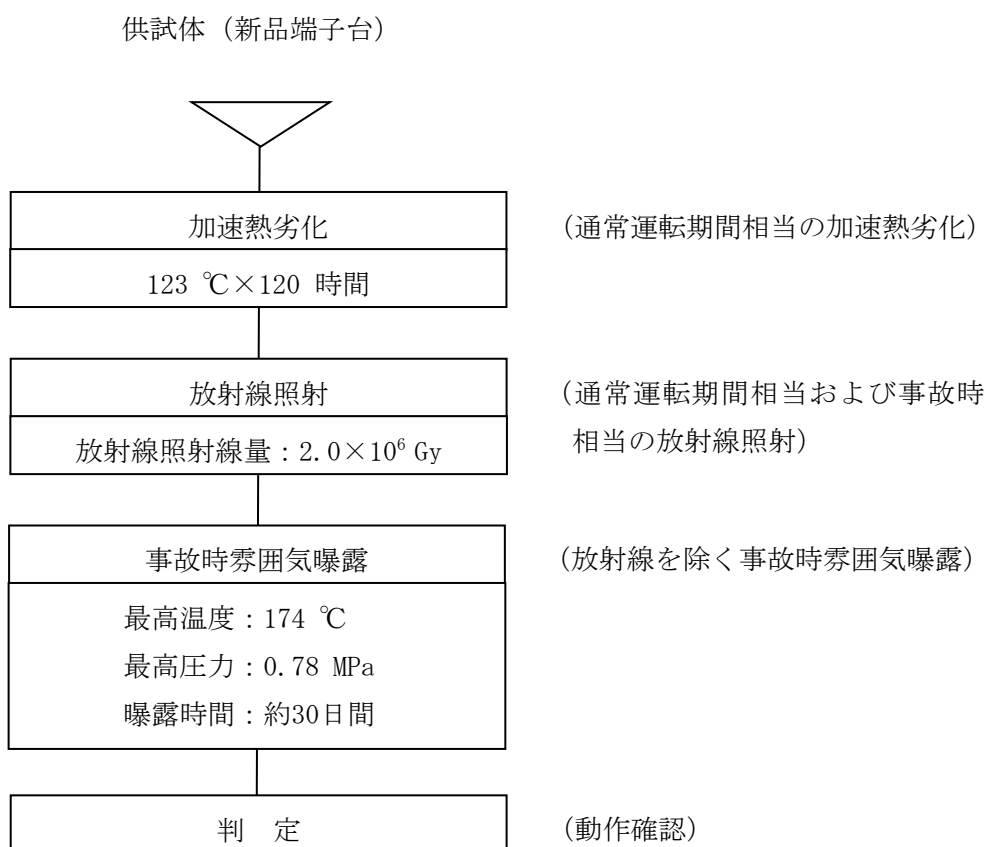 供試体（新品端子台）
加速熱劣化
（通常運転期間相当の加速熱劣化）
123 ℃×120 時間
放射線照射
（通常運転期間相当および事故時
相当の放射線照射）
放射線照射線量：2.0×10⁶ Gy
事故時雰囲気曝露
（放射線を除く事故時雰囲気曝露）
最高温度：174 ℃
最高圧力：0.78 MPa
曝露時間：約30日間
判　定
（動作確認）